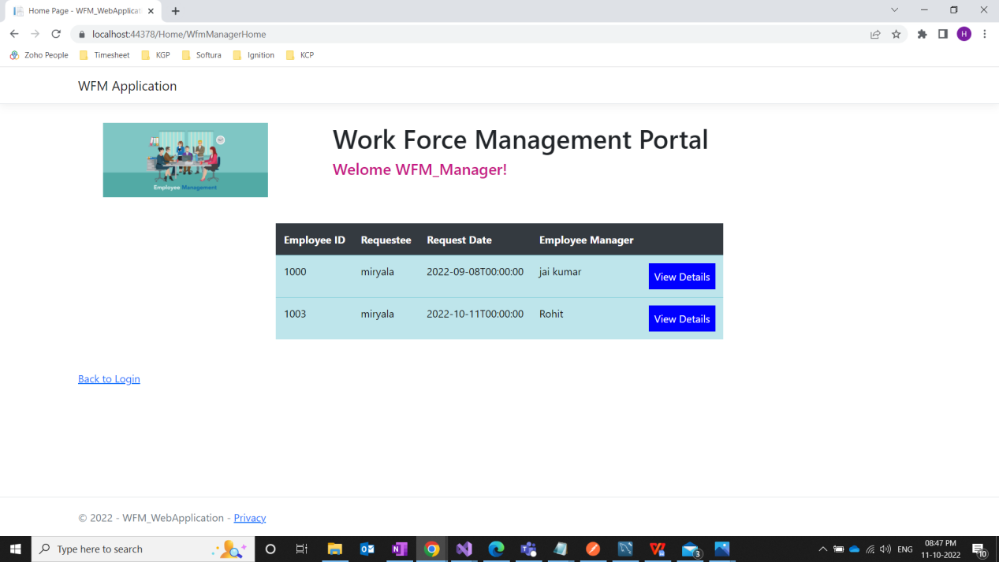 Home Page - WFM_WebApplicati
localhost:44378/Home/WfmManagerHome
H
Zoho People Timesheet KGP Softura Ignition KCP
WFM Application
Employee Management
Work Force Management Portal
Welome WFM_Manager!
Employee ID Requestee Request Date Employee Manager
1000 miryala 2022-09-08T00:00:00 jai kumar View Details
1003 miryala 2022-10-11T00:00:00 Rohit View Details
Back to Login
© 2022 - WFM_WebApplication - Privacy
Type here to search
3
ENG
08:47 PM
11-10-2022
10